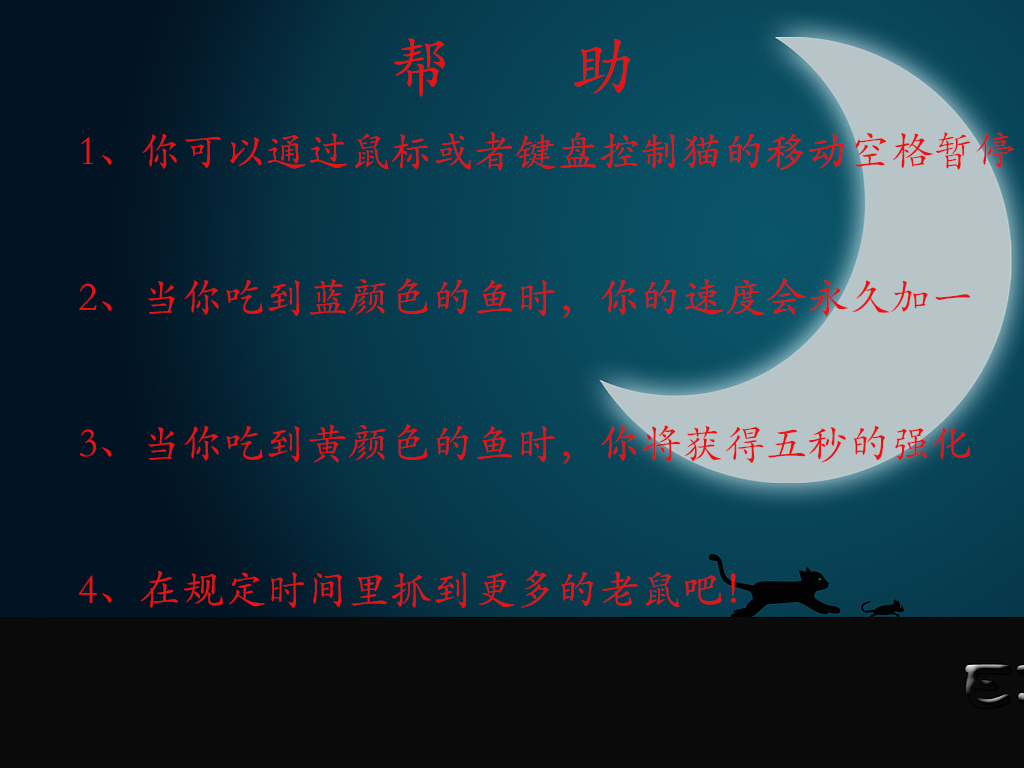 帮 助
1、你可以通过鼠标或者键盘控制猫的移动空格暂停
2、当你吃到蓝颜色的鱼时，你的速度会永久加一
3、当你吃到黄颜色的鱼时，你将获得五秒的强化
4、在规定时间里抓到更多的老鼠吧！